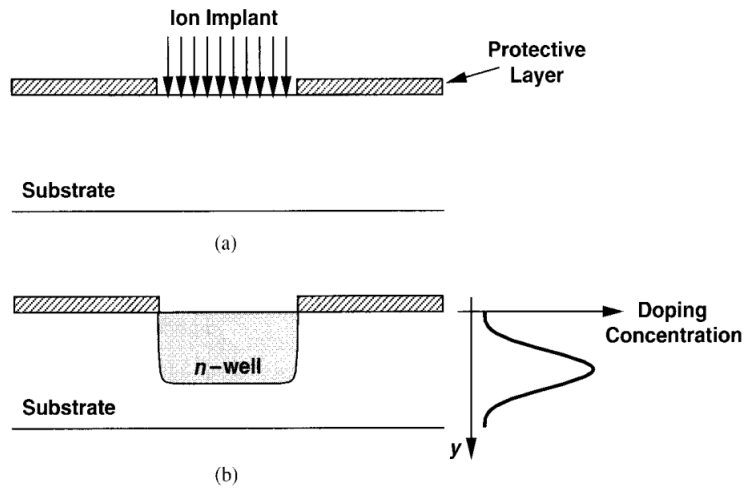 Ion Implant
Protective
Layer
Substrate
(a)
Doping
Concentration
n–well
Substrate
y
(b)